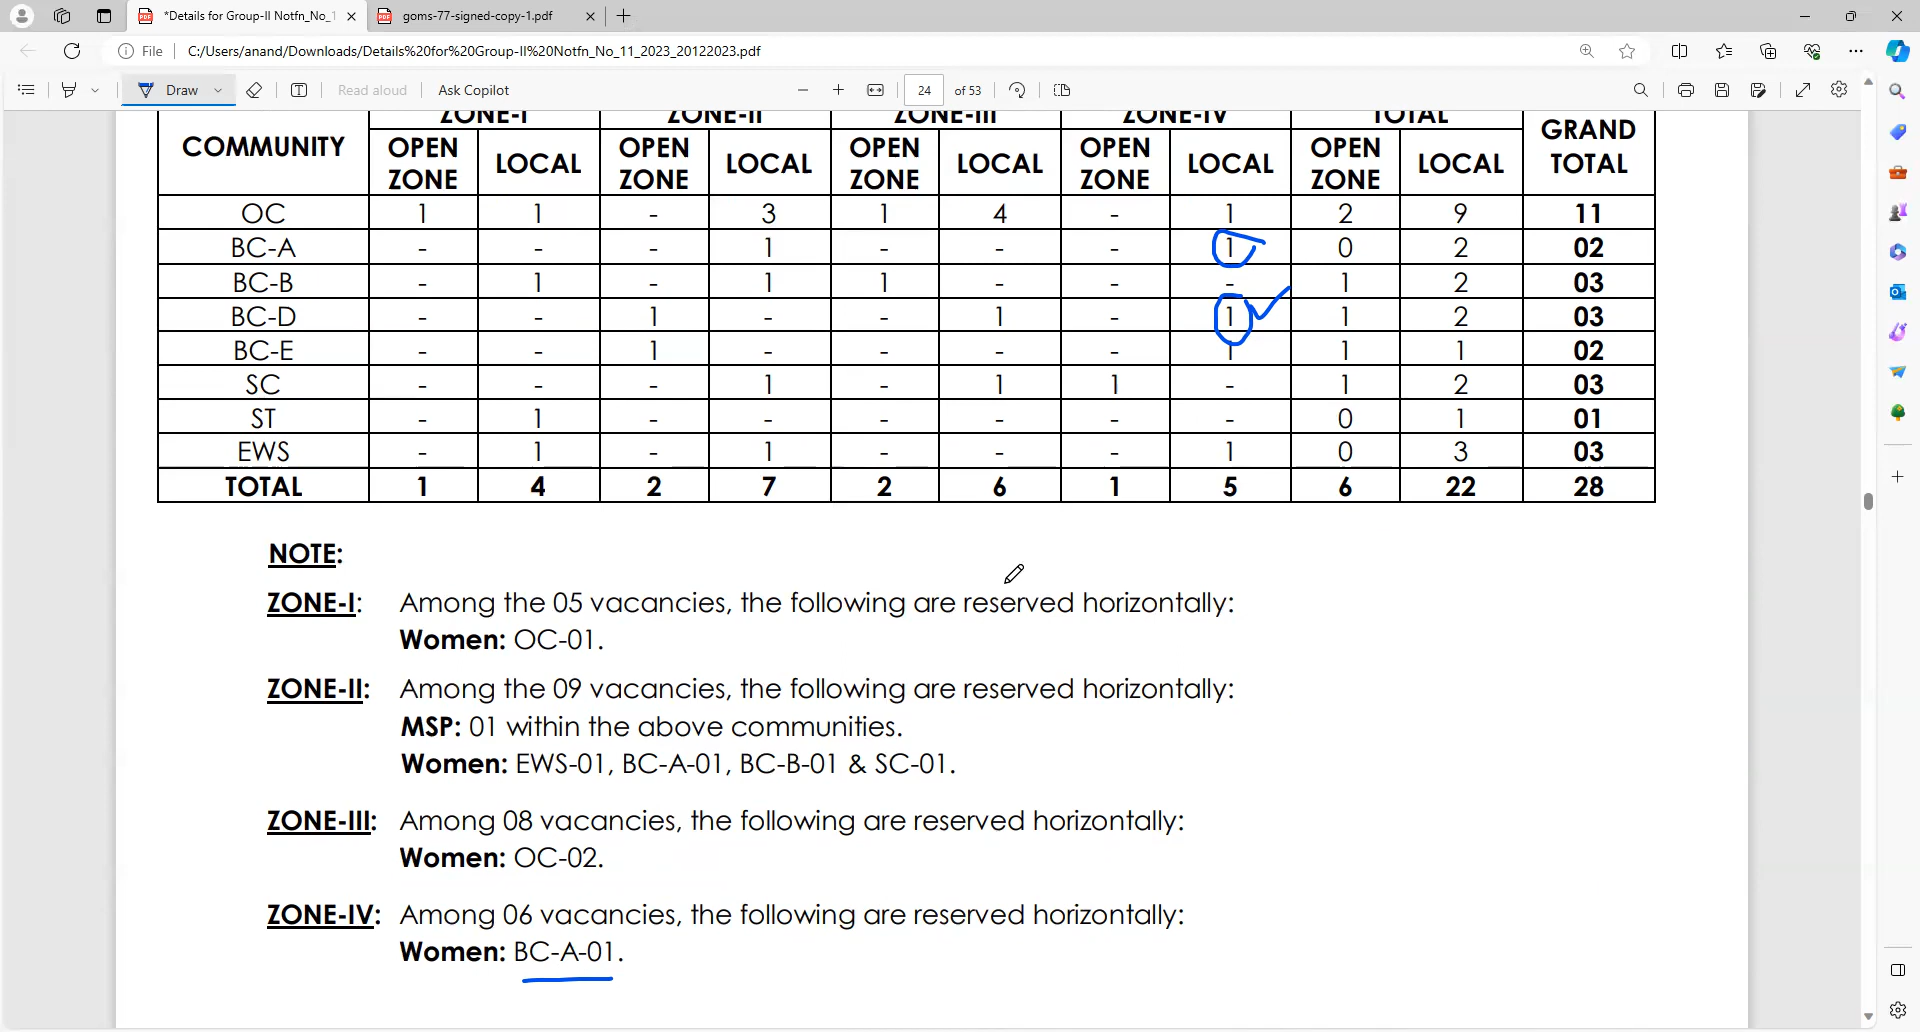 *Details for Group-II Notfn_No_1
goms-77-signed-copy-1.pdf
File C:/Users/anand/Downloads/Details%20for%20Group-II%20Notfn_No_11_2023_20122023.pdf
Draw Read aloud Ask Copilot 24 of 53
COMMUNITY ZONE-I ZONE-II ZONE-III ZONE-IV TOTAL GRAND TOTAL
OPEN ZONE LOCAL OPEN ZONE LOCAL OPEN ZONE LOCAL OPEN ZONE LOCAL OPEN ZONE LOCAL
OC 1 1 - 3 1 4 - 1 2 9 11
BC-A - - - 1 - - - 1 0 2 02
BC-B - 1 - 1 1 - - - 1 2 03
BC-D - - 1 - - 1 - 1 1 2 03
BC-E - - 1 - - - - 1 1 1 02
SC - - - 1 - 1 1 - 1 2 03
ST - 1 - - - - - - 0 1 01
EWS - 1 - 1 - - - 1 0 3 03
TOTAL 1 4 2 7 2 6 1 5 6 22 28
NOTE:
ZONE-I: Among the 05 vacancies, the following are reserved horizontally:
Women: OC-01.
ZONE-II: Among the 09 vacancies, the following are reserved horizontally:
MSP: 01 within the above communities.
Women: EWS-01, BC-A-01, BC-B-01 & SC-01.
ZONE-III: Among 08 vacancies, the following are reserved horizontally:
Women: OC-02.
ZONE-IV: Among 06 vacancies, the following are reserved horizontally:
Women: BC-A-01.